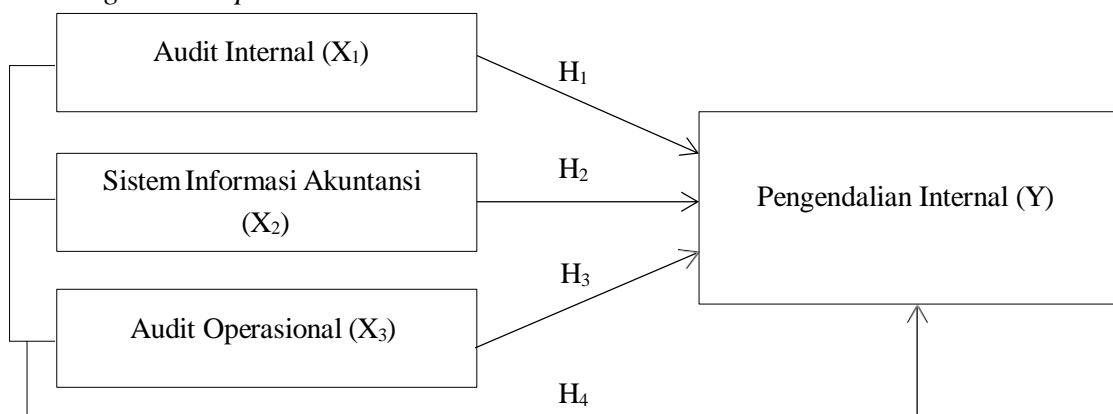 Audit Internal (X₁)
H₁
Sistem Informasi Akuntansi
(X₂)
H₂
Pengendalian Internal (Y)
H₃
Audit Operasional (X₃)
H₄